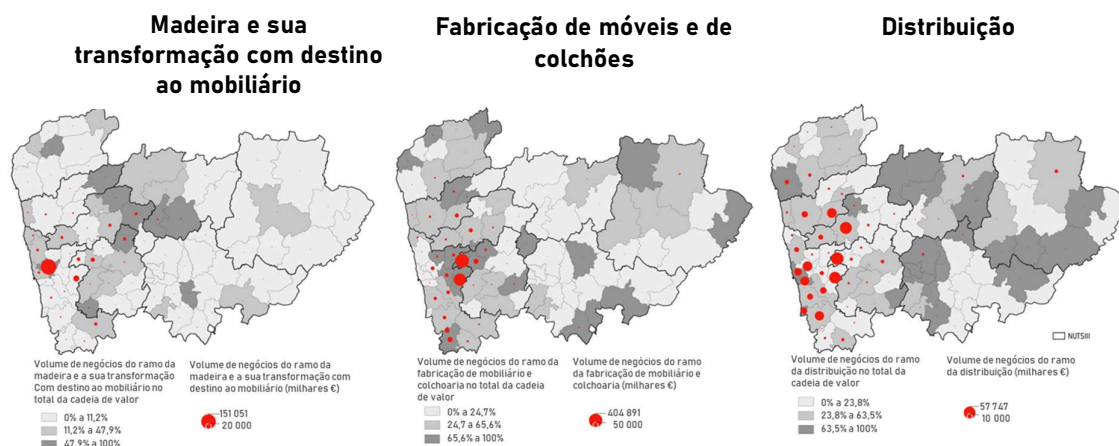 Madeira e sua
transformação com destino
ao mobiliário
Fabricação de móveis e de
colchões
Distribuição
Volume de negócios do ramo da
madeira e a sua transformação
Com destino ao mobiliário no
total da cadeia de valor
0% a 11,2%
11,2% a 47,9%
47,9% a 100%
Volume de negócios do ramo da
madeira e a sua transformação com
destino ao mobiliário (milhares €)
151 051
20 000
Volume de negócios do ramo da
fabricação de mobiliário e
colchoaria no total da cadeia
de valor
0% a 24,7%
24,7 a 65,6%
65,6% a 100%
Volume de negócios do ramo
da fabricação de mobiliário e
colchoaria (milhares €)
404 891
50 000
NUTSIII
Volume de negócios do ramo
da distribuição no total da
cadeia de valor
0% a 23,8%
23,8% a 63,5%
63,5% a 100%
Volume de negócios do ramo
da distribuição (milhares €)
57 747
10 000